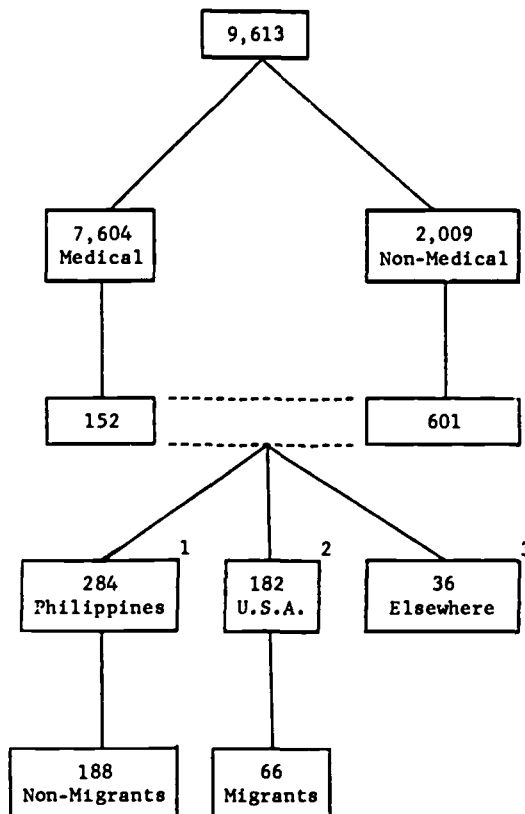 9,613
7,604
Medical
2,009
Non-Medical
152
601
1
2
3
284
Philippines
182
U.S.A.
36
Elsewhere
188
Non-Migrants
66
Migrants